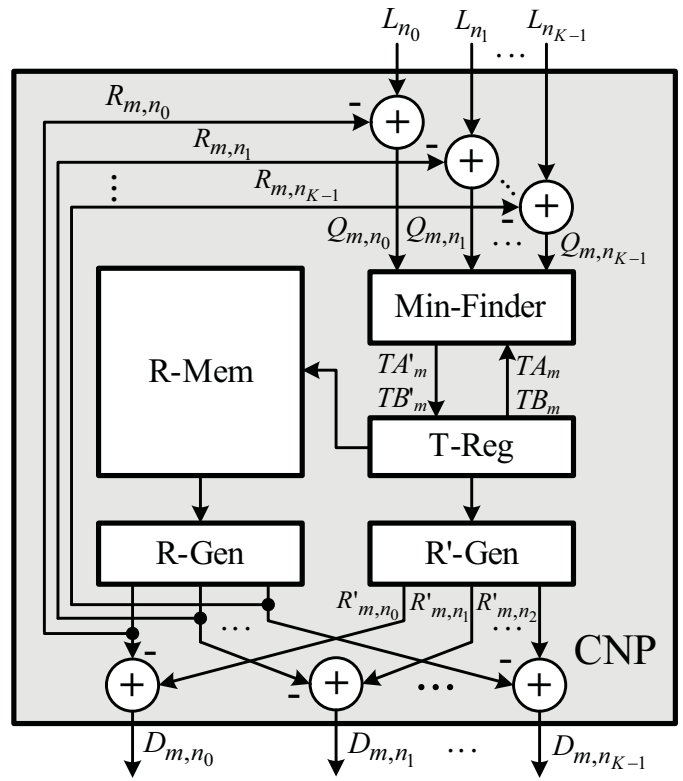 L_{n_0} L_{n_1} ... L_{n_{K-1}}
R_{m,n_0}
-
+
R_{m,n_1}
-
+
⋮
R_{m,n_{K-1}}
⋱
+
-
Q_{m,n_0} Q_{m,n_1} ... Q_{m,n_{K-1}}
Min-Finder
R-Mem
TA'_m TA_m
TB'_m TB_m
T-Reg
R-Gen R'-Gen
R'_{m,n_0} R'_{m,n_1} R'_{m,n_2}
... ...
CNP
- - -
+ + ... +
D_{m,n_0} D_{m,n_1} ... D_{m,n_{K-1}}